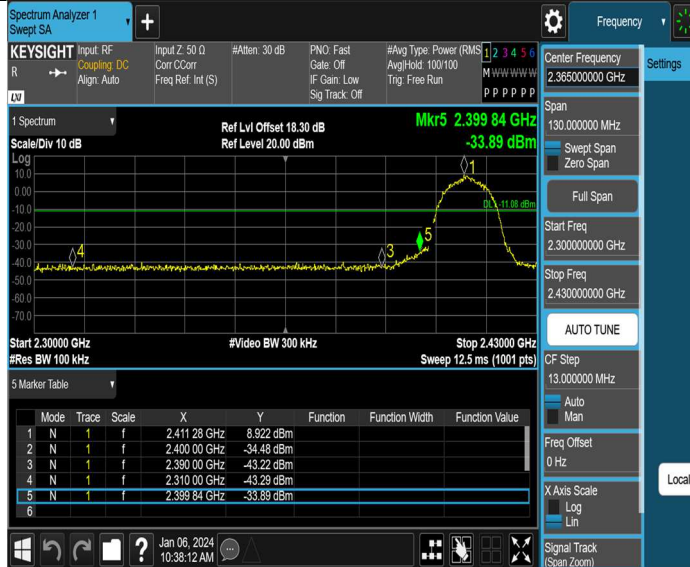 Spectrum Analyzer 1
Swept SA
+
Frequency
KEYSIGHT
R
LXI
Input: RF
Coupling: DC
Align: Auto
Input Z: 50 Ω
Corr CCorr
Freq Ref: Int (S)
#Atten: 30 dB
PNO: Fast
Gate: Off
IF Gain: Low
Sig Track: Off
#Avg Type: Power (RMS
Avg|Hold: 100/100
Trig: Free Run
1 2 3 4 5 6
M W W W W W
P P P P P P
1 Spectrum
Scale/Div 10 dB
Ref Lvl Offset 18.30 dB
Ref Level 20.00 dBm
Mkr5 2.399 84 GHz
-33.89 dBm
Log
10.0
0.00
-10.0
-20.0
-30.0
-40.0
-50.0
-60.0
-70.0
1
DL1 -11.08 dBm
5
4
3
Start 2.30000 GHz
#Res BW 100 kHz
#Video BW 300 kHz
Stop 2.43000 GHz
Sweep 12.5 ms (1001 pts)
5 Marker Table
Mode Trace Scale X Y Function Function Width Function Value
1 N 1 f 2.411 28 GHz 8.922 dBm
2 N 1 f 2.400 00 GHz -34.48 dBm
3 N 1 f 2.390 00 GHz -43.22 dBm
4 N 1 f 2.310 00 GHz -43.29 dBm
5 N 1 f 2.399 84 GHz -33.89 dBm
6
?
Jan 06, 2024
10:38:12 AM
Center Frequency
2.365000000 GHz
Settings
Span
130.000000 MHz
Swept Span
Zero Span
Full Span
Start Freq
2.300000000 GHz
Stop Freq
2.430000000 GHz
AUTO TUNE
CF Step
13.000000 MHz
Auto
Man
Freq Offset
0 Hz
Local
X Axis Scale
Log
Lin
Signal Track
(Span Zoom)